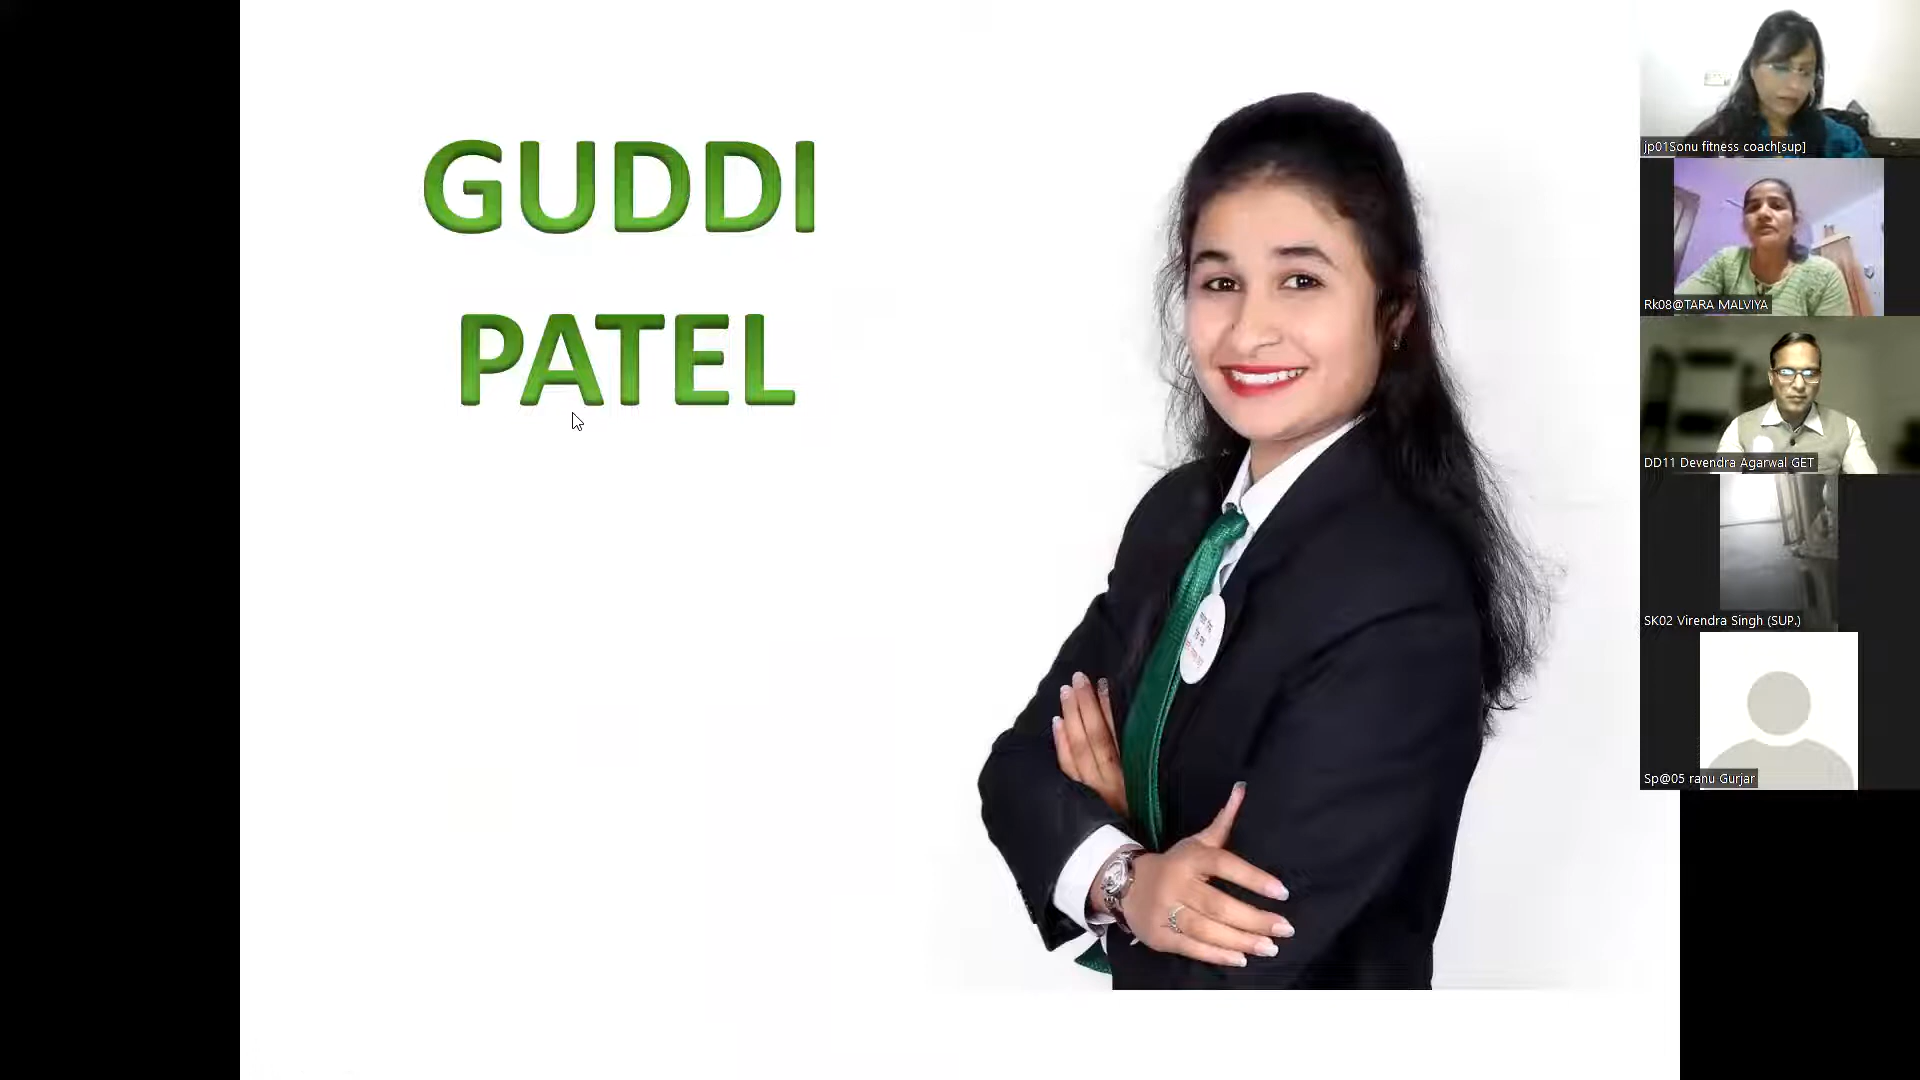 GUDDI
PATEL
jp01Sonu fitness coach[sup]
Rk08@TARA MALVIYA
DD11 Devendra Agarwal GET
SK02 Virendra Singh (SUP.)
Sp@05 ranu Gurjar